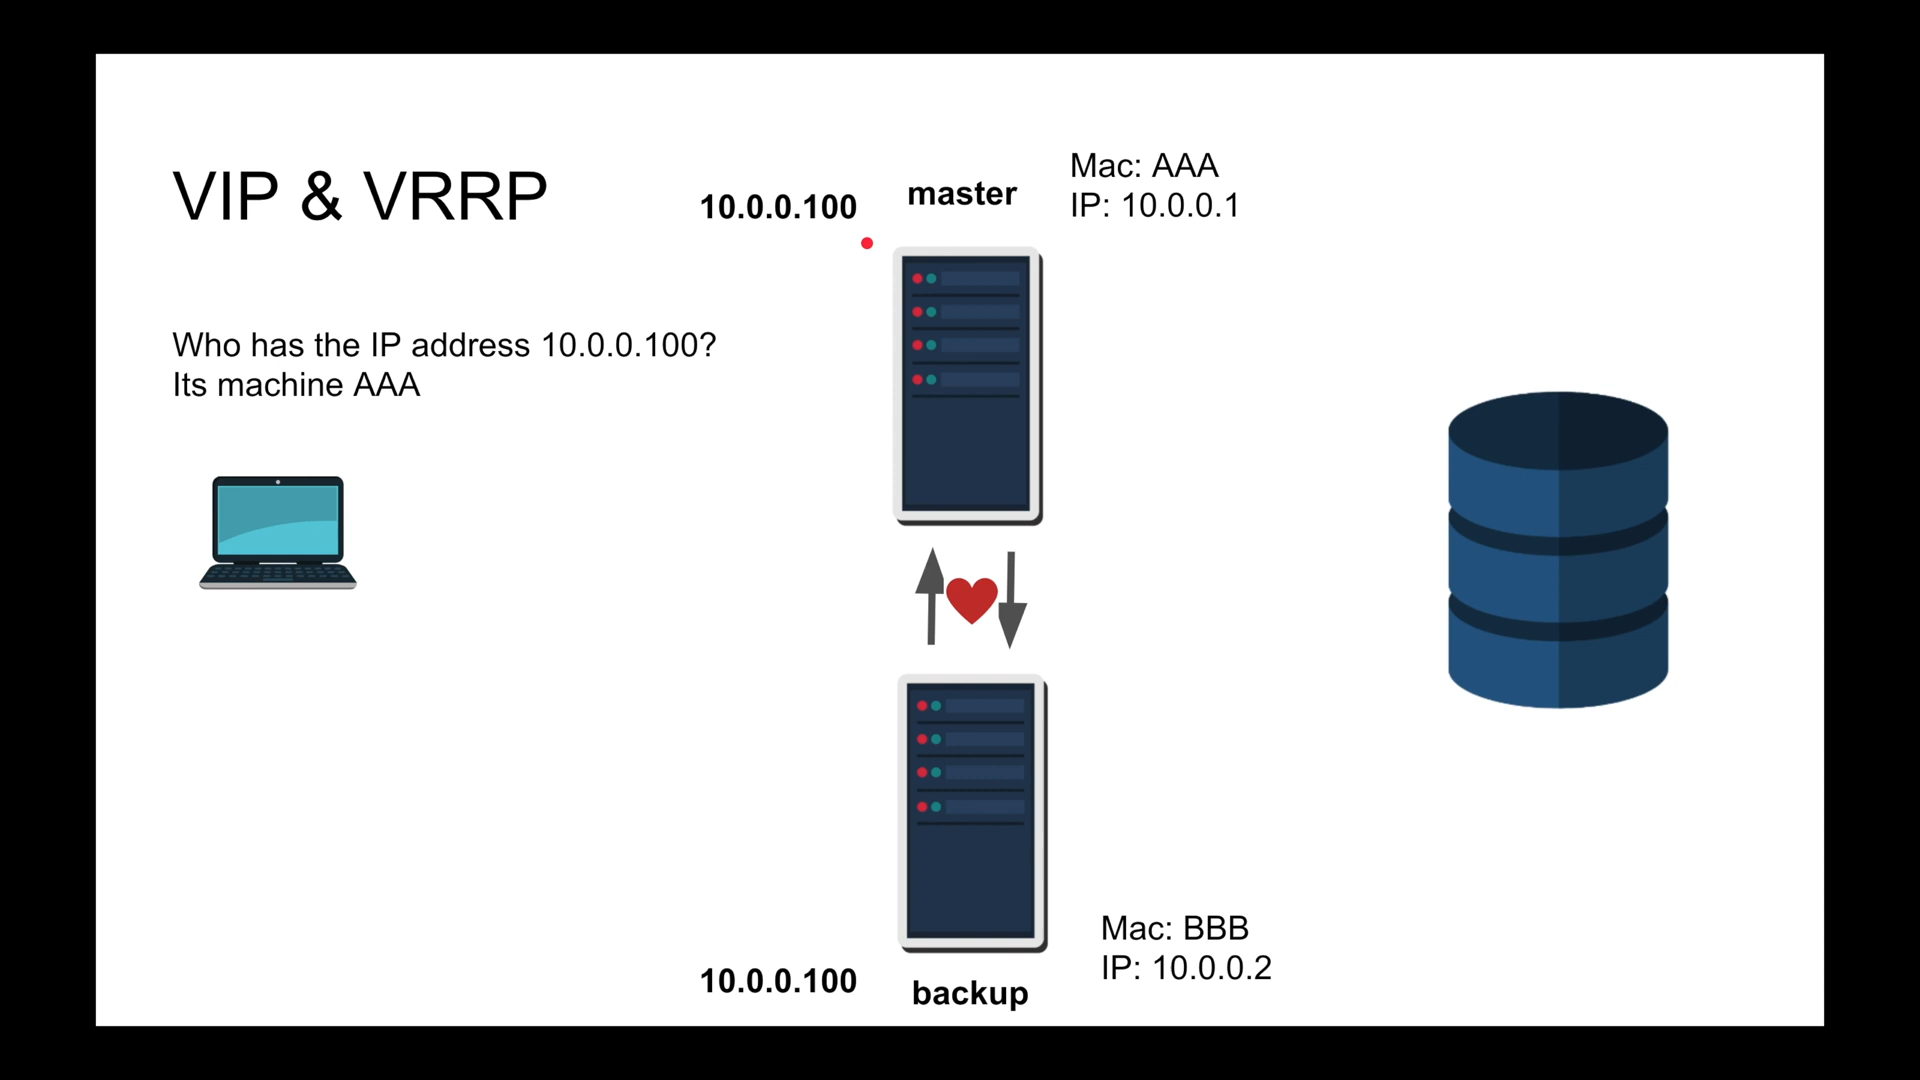 VIP & VRRP
10.0.0.100
master
Mac: AAA
IP: 10.0.0.1
Who has the IP address 10.0.0.100?
Its machine AAA
Mac: BBB
IP: 10.0.0.2
10.0.0.100
backup